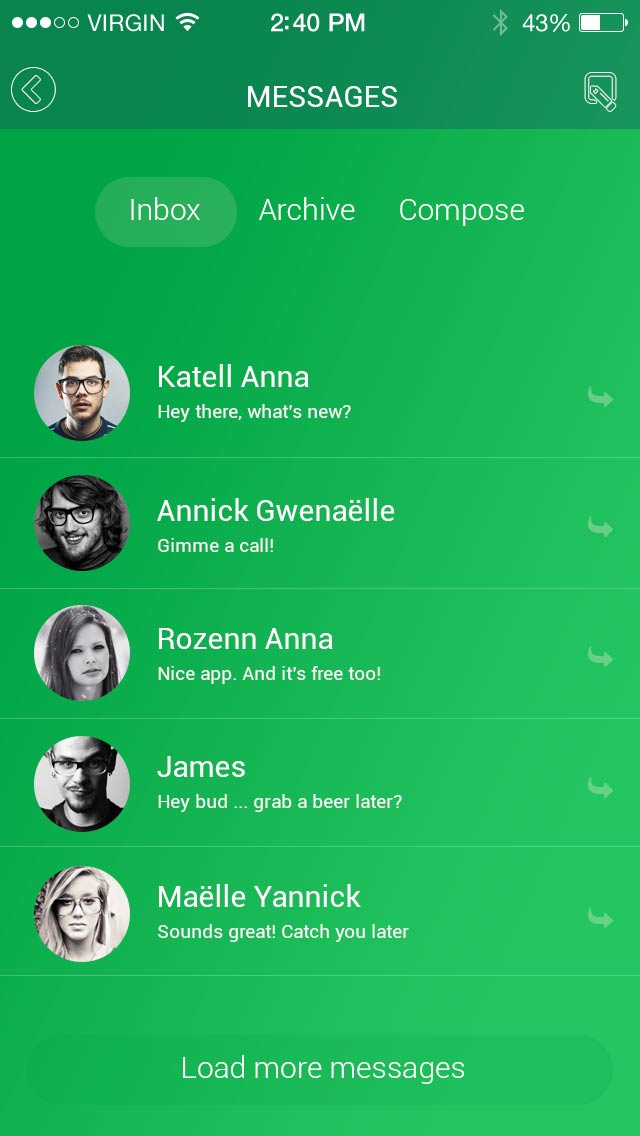 VIRGIN 2:40 PM 43%
MESSAGES
Inbox Archive Compose
Katell Anna
Hey there, what's new?
Annick Gwenaëlle
Gimme a call!
Rozenn Anna
Nice app. And it's free too!
James
Hey bud ... grab a beer later?
Maëlle Yannick
Sounds great! Catch you later
Load more messages